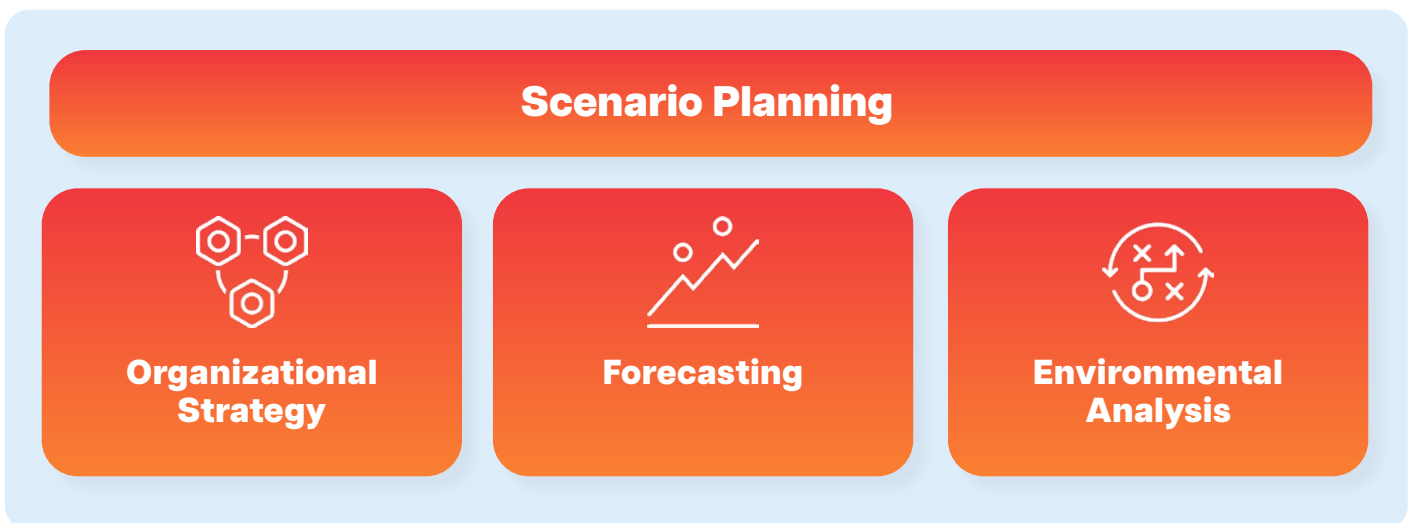 Scenario Planning
Organizational
Strategy
Forecasting
Environmental
Analysis